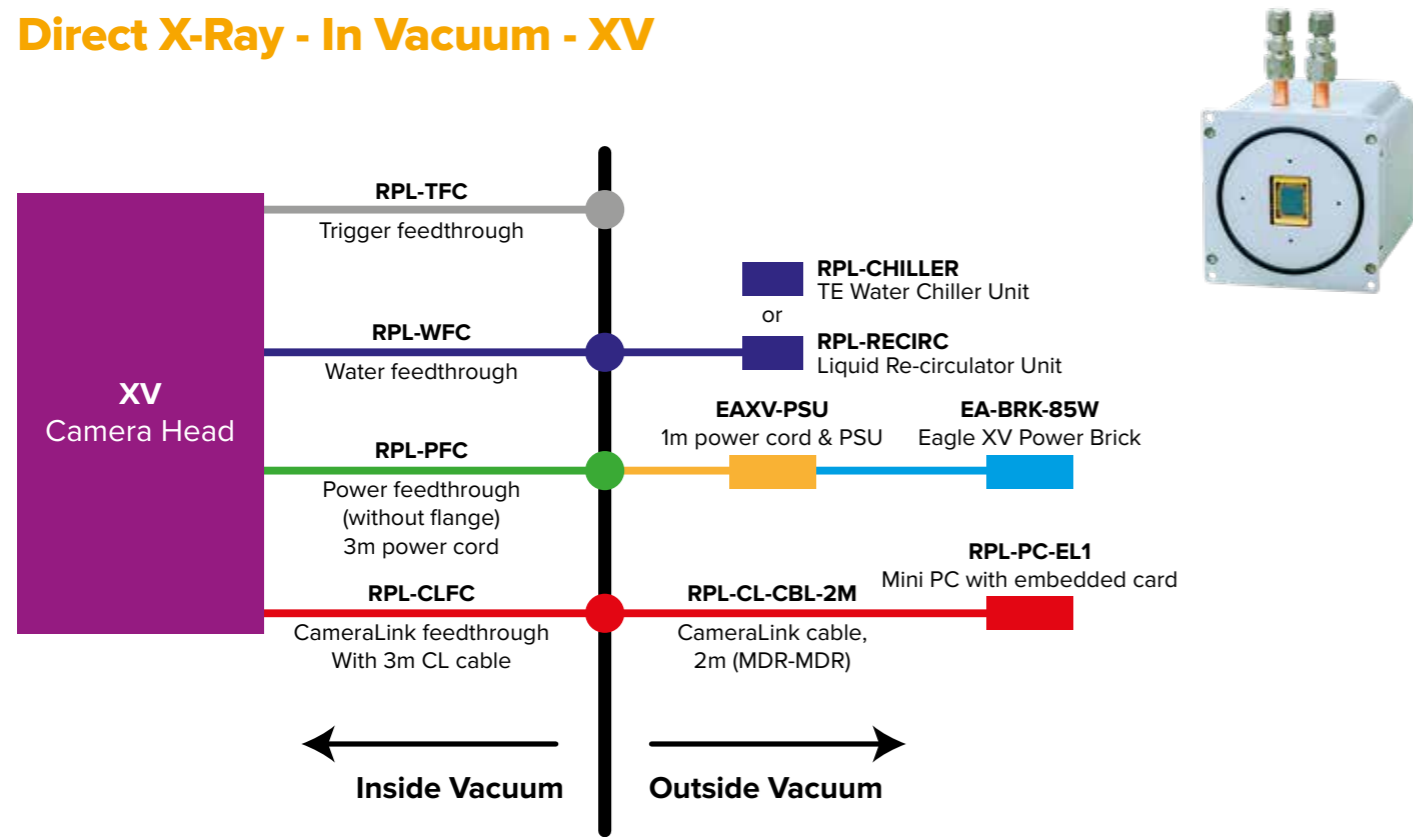 Direct X-Ray - In Vacuum - XV
RPL-TFC
Trigger feedthrough
RPL-CHILLER
TE Water Chiller Unit
or
RPL-RECIRC
Liquid Re-circulator Unit
RPL-WFC
Water feedthrough
XV
Camera Head
EAXV-PSU
1m power cord & PSU
EA-BRK-85W
Eagle XV Power Brick
RPL-PFC
Power feedthrough
(without flange)
3m power cord
RPL-PC-EL1
Mini PC with embedded card
RPL-CLFC
CameraLink feedthrough
With 3m CL cable
RPL-CL-CBL-2M
CameraLink cable,
2m (MDR-MDR)
Inside Vacuum
Outside Vacuum